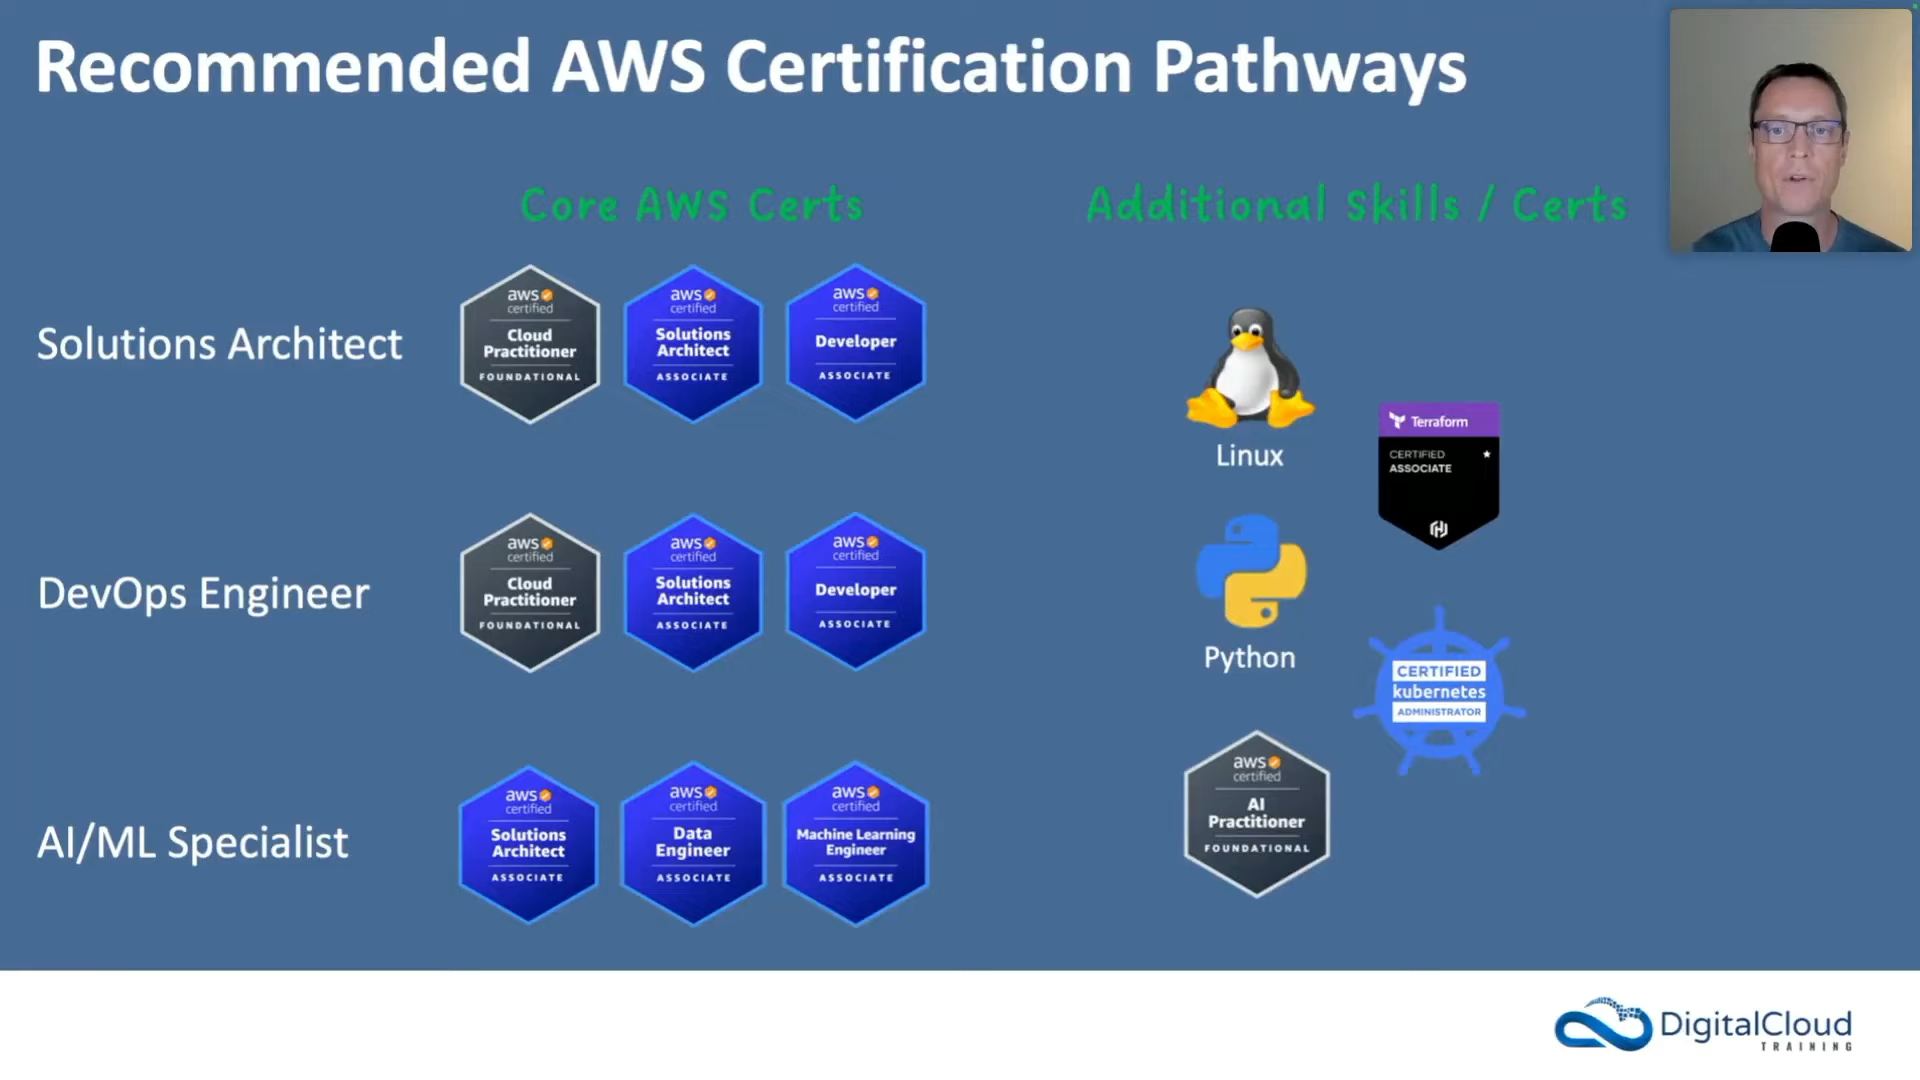 Recommended AWS Certification Pathways
Core AWS Certs
Additional Skills / Certs
Solutions Architect
aws
certified
Cloud
Practitioner
FOUNDATIONAL
aws
certified
Solutions
Architect
ASSOCIATE
aws
certified
Developer
ASSOCIATE
DevOps Engineer
aws
certified
Cloud
Practitioner
FOUNDATIONAL
aws
certified
Solutions
Architect
ASSOCIATE
aws
certified
Developer
ASSOCIATE
AI/ML Specialist
aws
certified
Solutions
Architect
ASSOCIATE
aws
certified
Data
Engineer
ASSOCIATE
aws
certified
Machine Learning
Engineer
ASSOCIATE
Linux
Terraform
CERTIFIED
ASSOCIATE
Python
CERTIFIED
kubernetes
ADMINISTRATOR
aws
certified
AI
Practitioner
FOUNDATIONAL
DigitalCloud
TRAINING